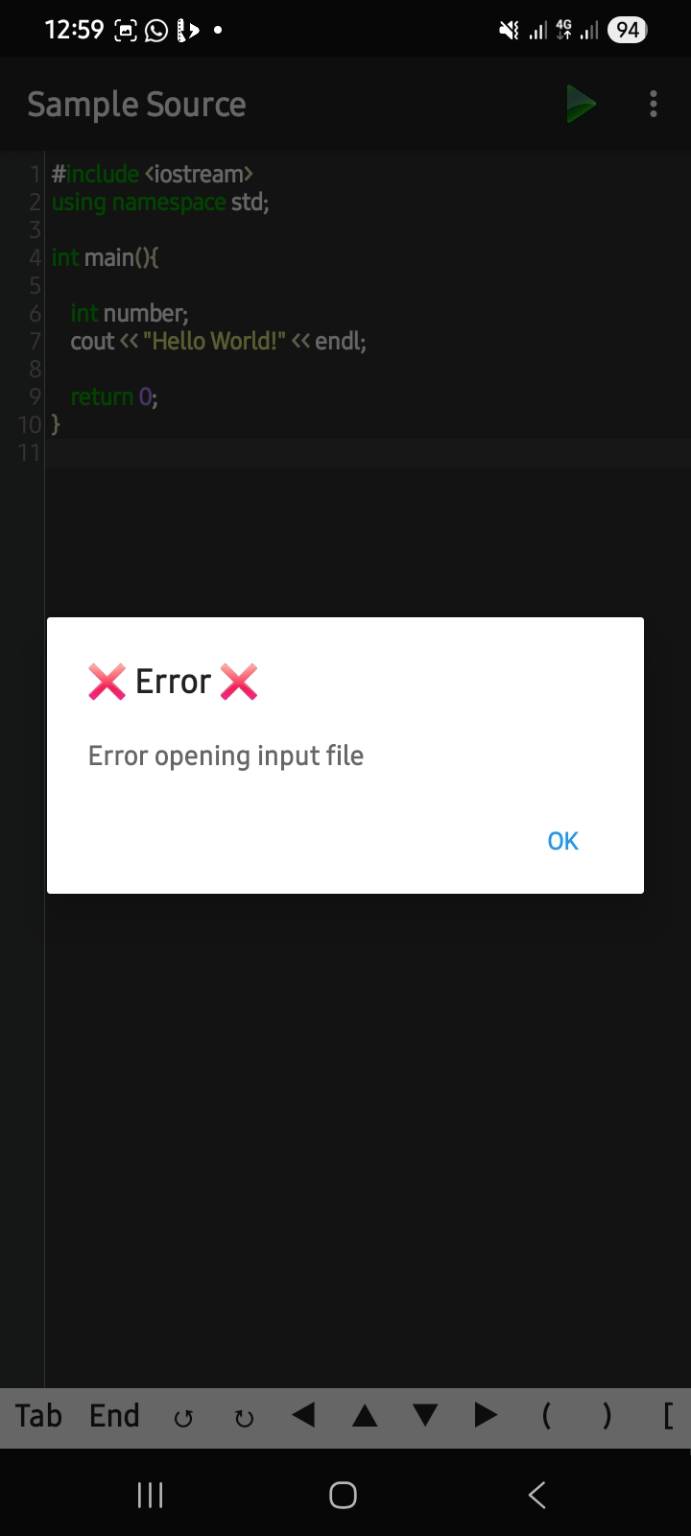 12:59
4G
94
Sample Source
1 #include <iostream>
2 using namespace std;
3
4 int main(){
5
6 int number;
7 cout << "Hello World!" << endl;
8
9 return 0;
10 }
11
❌ Error ❌
Error opening input file
OK
Tab End ↺ ↻ ◀ ▲ ▼ ▶ ( ) [